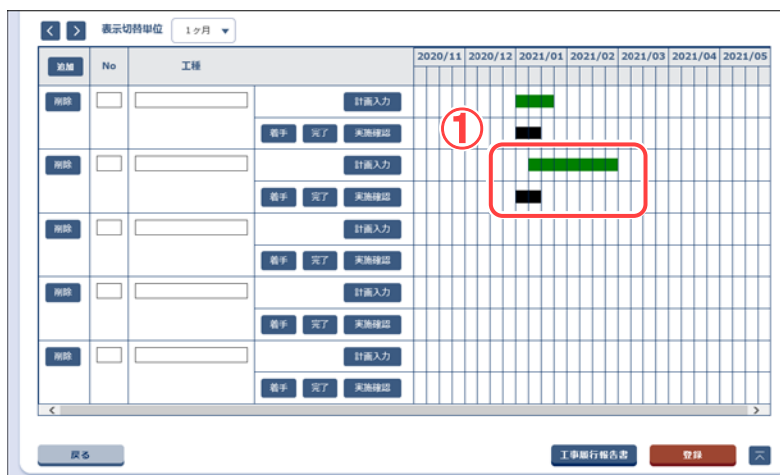 表示切替単位 1ヶ月
追加 No 工種 2020/11 2020/12 2021/01 2021/02 2021/03 2021/04 2021/05
削除 計画入力
着手 完了 実施確認
①
削除 計画入力
着手 完了 実施確認
削除 計画入力
着手 完了 実施確認
削除 計画入力
着手 完了 実施確認
削除 計画入力
着手 完了 実施確認
戻る 工事履行報告書 登録